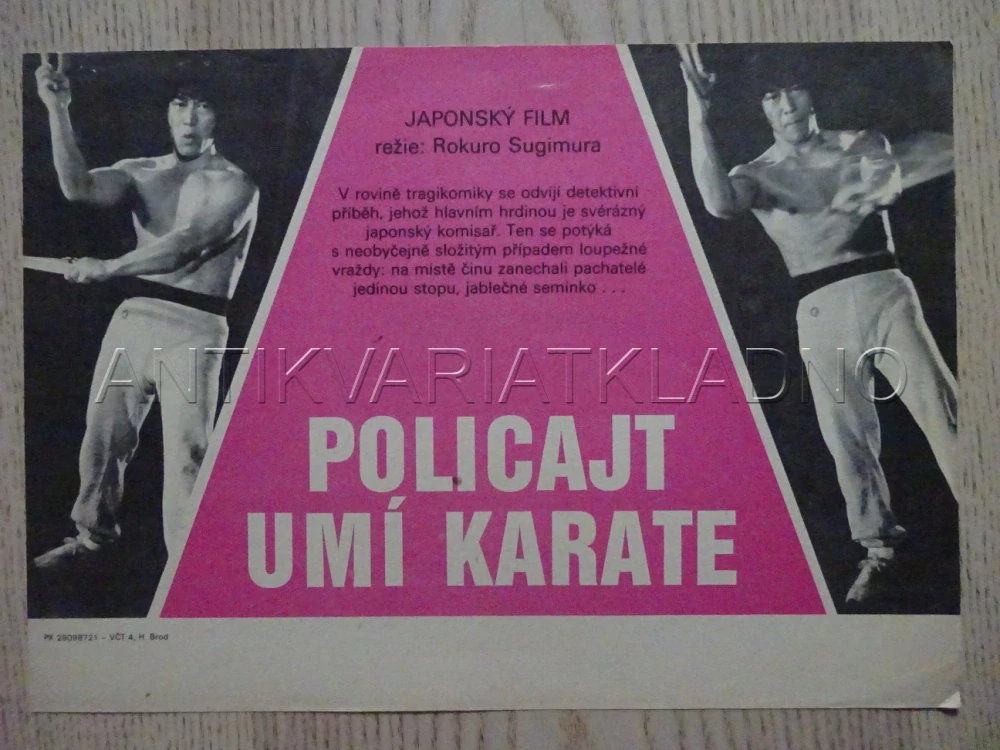 JAPONSKÝ FILM
režie: Rokuro Sugimura
V rovině tragikomiky se odvíjí detektivní
příběh, jehož hlavním hrdinou je svérázný
japonský komisař. Ten se potýká
s neobyčejně složitým případem loupežné
vraždy: na místě činu zanechali pachatelé
jedinou stopu, jablečné semínko . . .
ANTIKVARIATKLADNO
POLICAJT
UMÍ KARATE
PK 28098721 – VČT 4, H. Brod